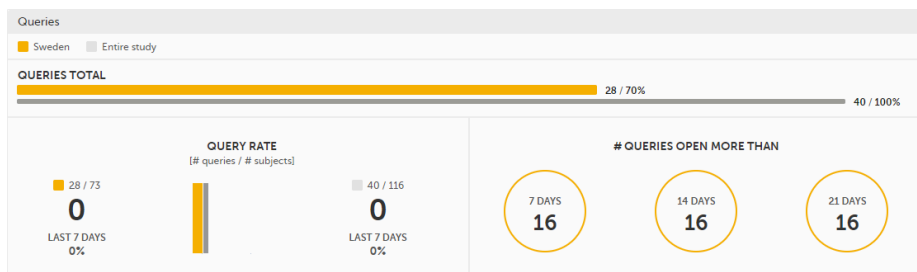 Queries
Sweden Entire study
QUERIES TOTAL
28 / 70%
40 / 100%
QUERY RATE
[# queries / # subjects]
28 / 73
0
LAST 7 DAYS
0%
40 / 116
0
LAST 7 DAYS
0%
# QUERIES OPEN MORE THAN
7 DAYS
16
14 DAYS
16
21 DAYS
16